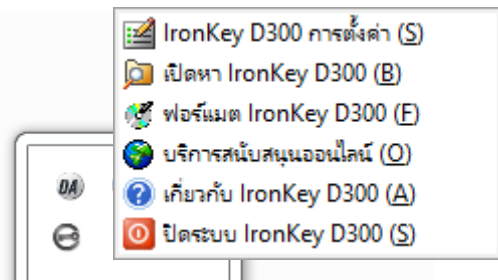 IronKey D300 การตั้งค่า (S)
เปิดหา IronKey D300 (B)
ฟอร์แมต IronKey D300 (F)
บริการสนับสนุนออนไลน์ (O)
เกี่ยวกับ IronKey D300 (A)
ปิดระบบ IronKey D300 (S)
DA